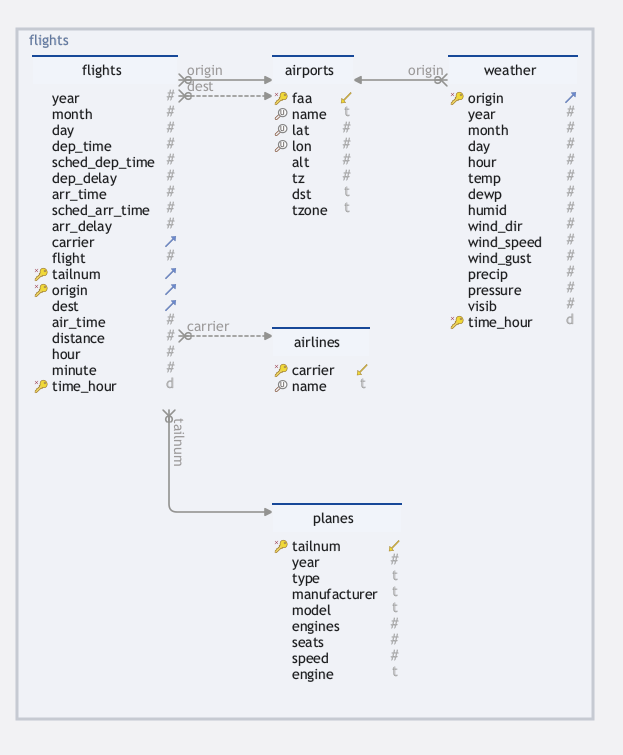 flights
flights
year #
month #
day #
dep_time #
sched_dep_time #
dep_delay #
arr_time #
sched_arr_time #
arr_delay #
carrier
flight #
tailnum
origin
dest
air_time #
distance #
hour #
minute #
time_hour d
origin
dest
carrier
tailnum
airports
faa
name t
lat #
lon #
alt #
tz #
dst t
tzone t
origin
weather
origin
year #
month #
day #
hour #
temp #
dewp #
humid #
wind_dir #
wind_speed #
wind_gust #
precip #
pressure #
visib #
time_hour d
airlines
carrier
name t
planes
tailnum
year #
type t
manufacturer t
model t
engines #
seats #
speed #
engine t